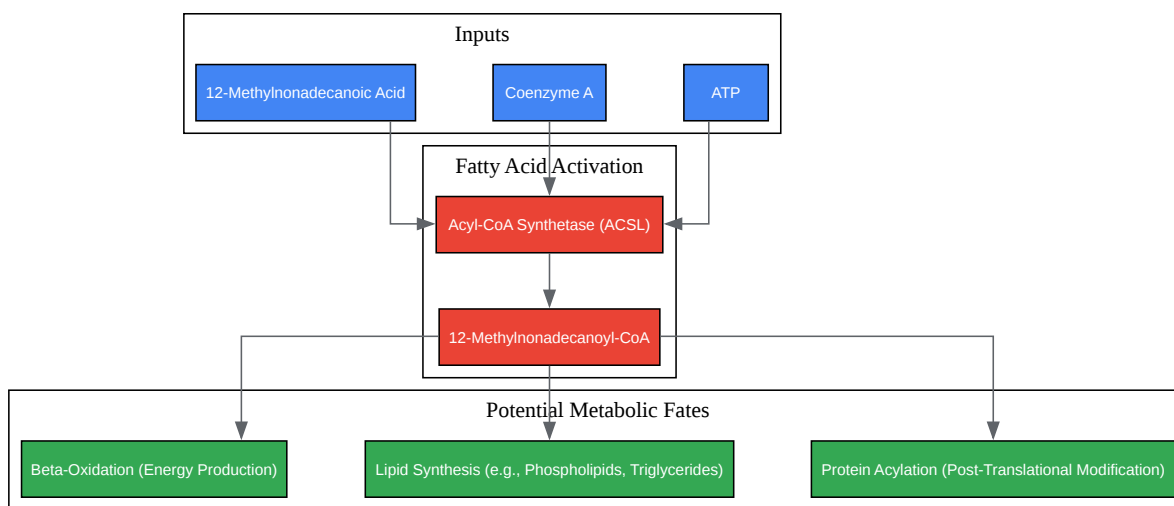 Inputs
12-Methylnonadecanoic Acid
Coenzyme A
ATP
Fatty Acid Activation
Acyl-CoA Synthetase (ACSL)
12-Methylnonadecanoyl-CoA
Potential Metabolic Fates
Beta-Oxidation (Energy Production)
Lipid Synthesis (e.g., Phospholipids, Triglycerides)
Protein Acylation (Post-Translational Modification)